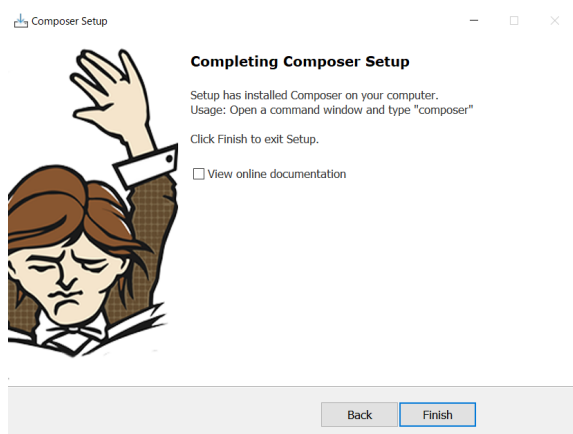 Composer Setup
Completing Composer Setup
Setup has installed Composer on your computer.
Usage: Open a command window and type "composer"
Click Finish to exit Setup.
View online documentation
Back
Finish